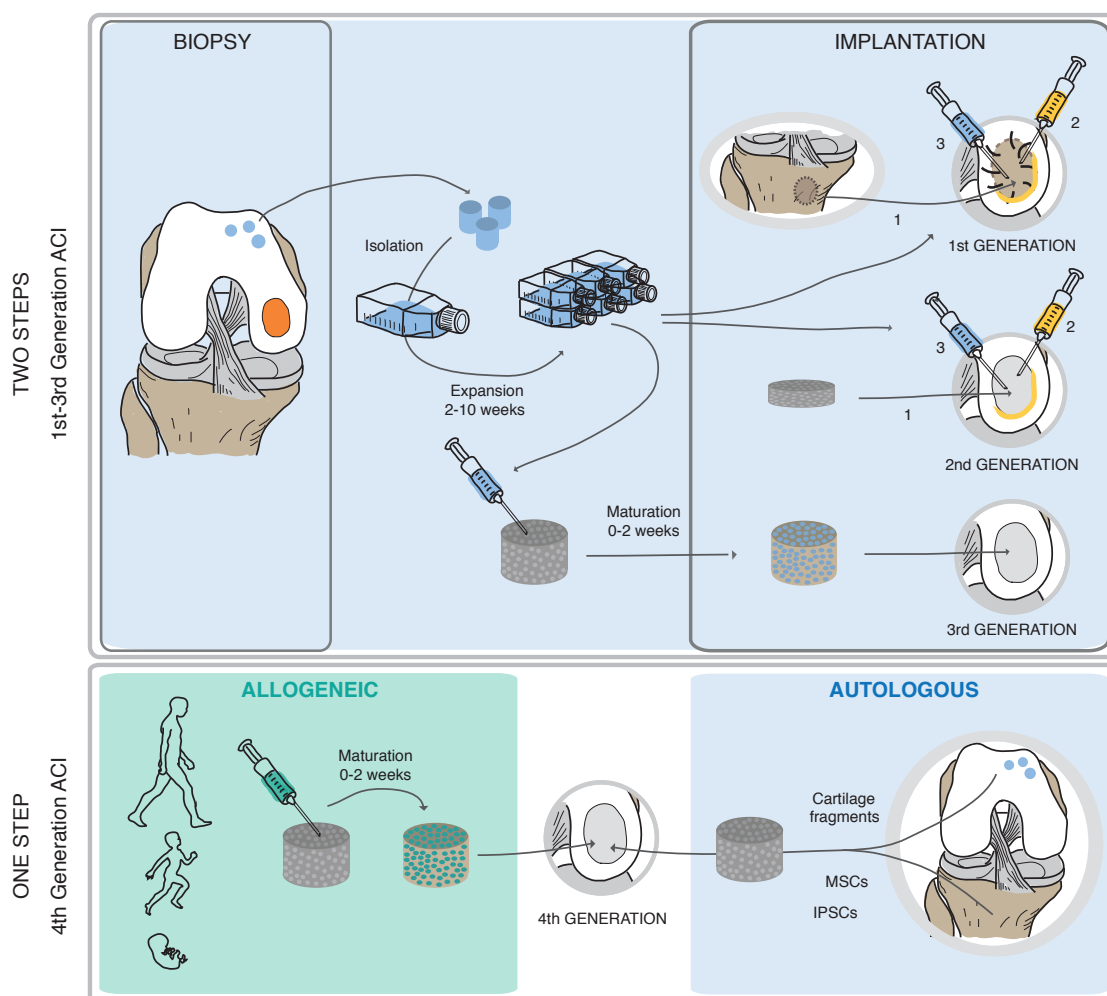 TWO STEPS
1st-3rd Generation ACI
BIOPSY
Isolation
Expansion
2-10 weeks
Maturation
0-2 weeks
IMPLANTATION
3
2
1
1st GENERATION
3
2
1
2nd GENERATION
3rd GENERATION
ONE STEP
4th Generation ACI
ALLOGENEIC
Maturation
0-2 weeks
4th GENERATION
AUTOLOGOUS
Cartilage
fragments
MSCs
IPSCs